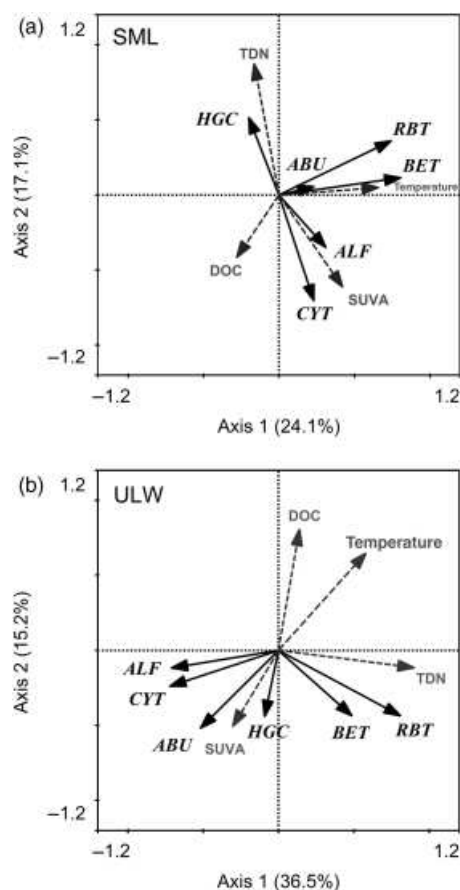 (a)
1.2
SML
TDN
HGC
RBT
ABU
BET
Temperature
DOC
ALF
SUVA
CYT
Axis 2 (17.1%)
–1.2
–1.2
1.2
Axis 1 (24.1%)
(b)
1.2
ULW
DOC
Temperature
ALF
TDN
CYT
ABU
SUVA
HGC
BET
RBT
Axis 2 (15.2%)
–1.2
–1.2
1.2
Axis 1 (36.5%)